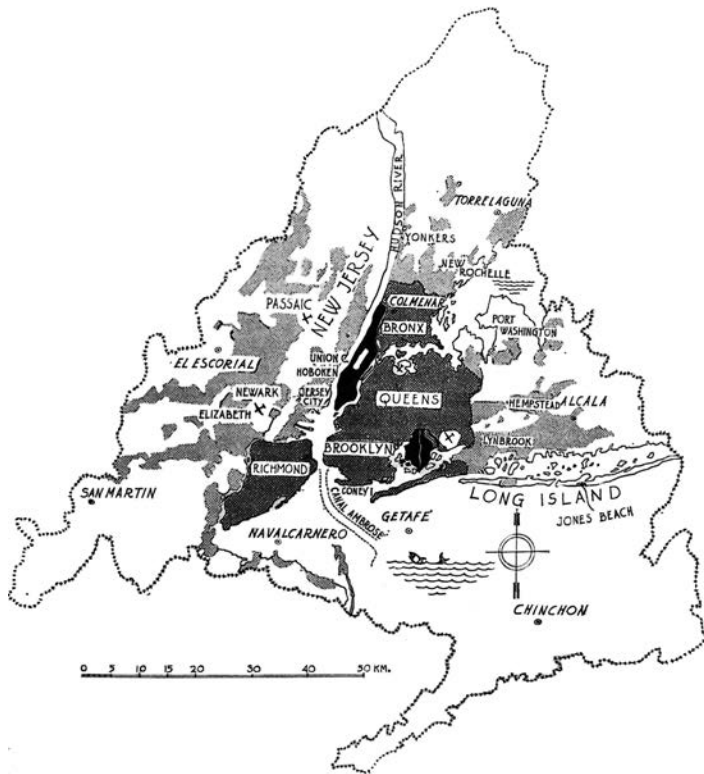 HUDSON RIVER
TORRELAGUNA
YONKERS
NEW
ROCHELLE
NEW JERSEY
PASSAIC
COLMENAR
BRONX
PORT
WASHINGTON
EL ESCORIAL
UNION C.
HOBOKEN
NEWARK
JERSEY
CITY
QUEENS
HEMPSTEAD
ALCALA
ELIZABETH
BROOKLYN
LYNBROOK
RICHMOND
SAN MARTIN
CONEY I
CANAL AMBROSE
LONG ISLAND
GETAFÉ
JONES BEACH
NAVALCARNERO
CHINCHON
0 5 10 20 30 40 50 KM.